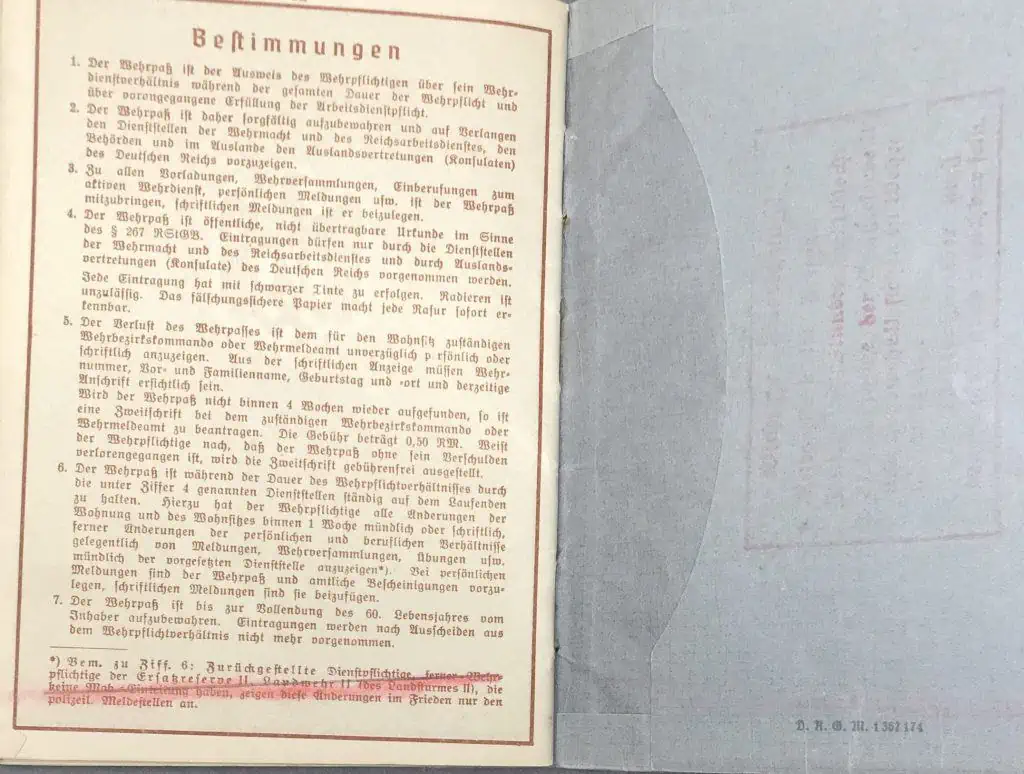 Bestimmungen
1. Der Wehrpaß ist der Ausweis des Wehrpflichtigen über sein Wehr-
dienstverhältnis während der gesamten Dauer der Wehrpflicht und
über vorangegangene Erfüllung der Arbeitsdienstpflicht.
2. Der Wehrpaß ist daher sorgfältig aufzubewahren und auf Verlangen
den Dienststellen der Wehrmacht und des Reichsarbeitsdienstes, den
Behörden und im Auslande den Auslandsvertretungen (Konsulaten)
des Deutschen Reichs vorzuzeigen.
3. Zu allen Vorladungen, Wehrversammlungen, Einberufungen zum
aktiven Wehrdienst, persönlichen Meldungen usw. ist der Wehrpaß
mitzubringen, schriftlichen Meldungen ist er beizulegen.
4. Der Wehrpaß ist öffentliche, nicht übertragbare Urkunde im Sinne
des § 267 RStGB. Eintragungen dürfen nur durch die Dienststellen
der Wehrmacht und des Reichsarbeitsdienstes und durch Auslands-
vertretungen (Konsulate) des Deutschen Reichs vorgenommen werden.
Jede Eintragung hat mit schwarzer Tinte zu erfolgen. Radieren ist
unzulässig. Das fälschungssichere Papier macht jede Rasur sofort er-
kennbar.
5. Der Verlust des Wehrpasses ist dem für den Wohnsitz zuständigen
Wehrbezirkskommando oder Wehrmeldeamt unverzüglich p rsönlich oder
schriftlich anzuzeigen. Aus der schriftlichen Anzeige müssen Wehr-
nummer, Vor- und Familienname, Geburtstag und -ort und derzeitige
Anschrift ersichtlich sein.
Wird der Wehrpaß nicht binnen 4 Wochen wieder aufgefunden, so ist
eine Zweitschrift bei dem zuständigen Wehrbezirkskommando oder
Wehrmeldeamt zu beantragen. Die Gebühr beträgt 0,50 RM. Weist
der Wehrpflichtige nach, daß der Wehrpaß ohne sein Verschulden
verlorengegangen ist, wird die Zweitschrift gebührenfrei ausgestellt.
6. Der Wehrpaß ist während der Dauer des Wehrpflichtverhältnisses durch
die unter Ziffer 4 genannten Dienststellen ständig auf dem Laufenden
zu halten. Hierzu hat der Wehrpflichtige alle Änderungen der
Wohnung und des Wohnsitzes binnen 1 Woche mündlich oder schriftlich,
ferner Änderungen der persönlichen und beruflichen Verhältnisse
gelegentlich von Meldungen, Wehrversammlungen, Übungen usw.
mündlich der vorgesetzten Dienststelle anzuzeigen*). Bei persönlichen
Meldungen sind der Wehrpaß und amtliche Bescheinigungen vorzu-
legen, schriftlichen Meldungen sind sie beizufügen.
7. Der Wehrpaß ist bis zur Vollendung des 60. Lebensjahres vom
Inhaber aufzubewahren. Eintragungen werden nach Ausscheiden aus
dem Wehrpflichtverhältnis nicht mehr vorgenommen.
*) Bem. zu Ziff. 6: Zurückgestellte Dienstpflichtige, ferner Wehr-
pflichtige der Ersatzreserve II, Landwehr II (des Landsturmes II), die
keine Mob.-Einteilung haben, zeigen diese Änderungen im Frieden nur den
polizeil. Meldestellen an.
D. R. G. M. 1 367 174